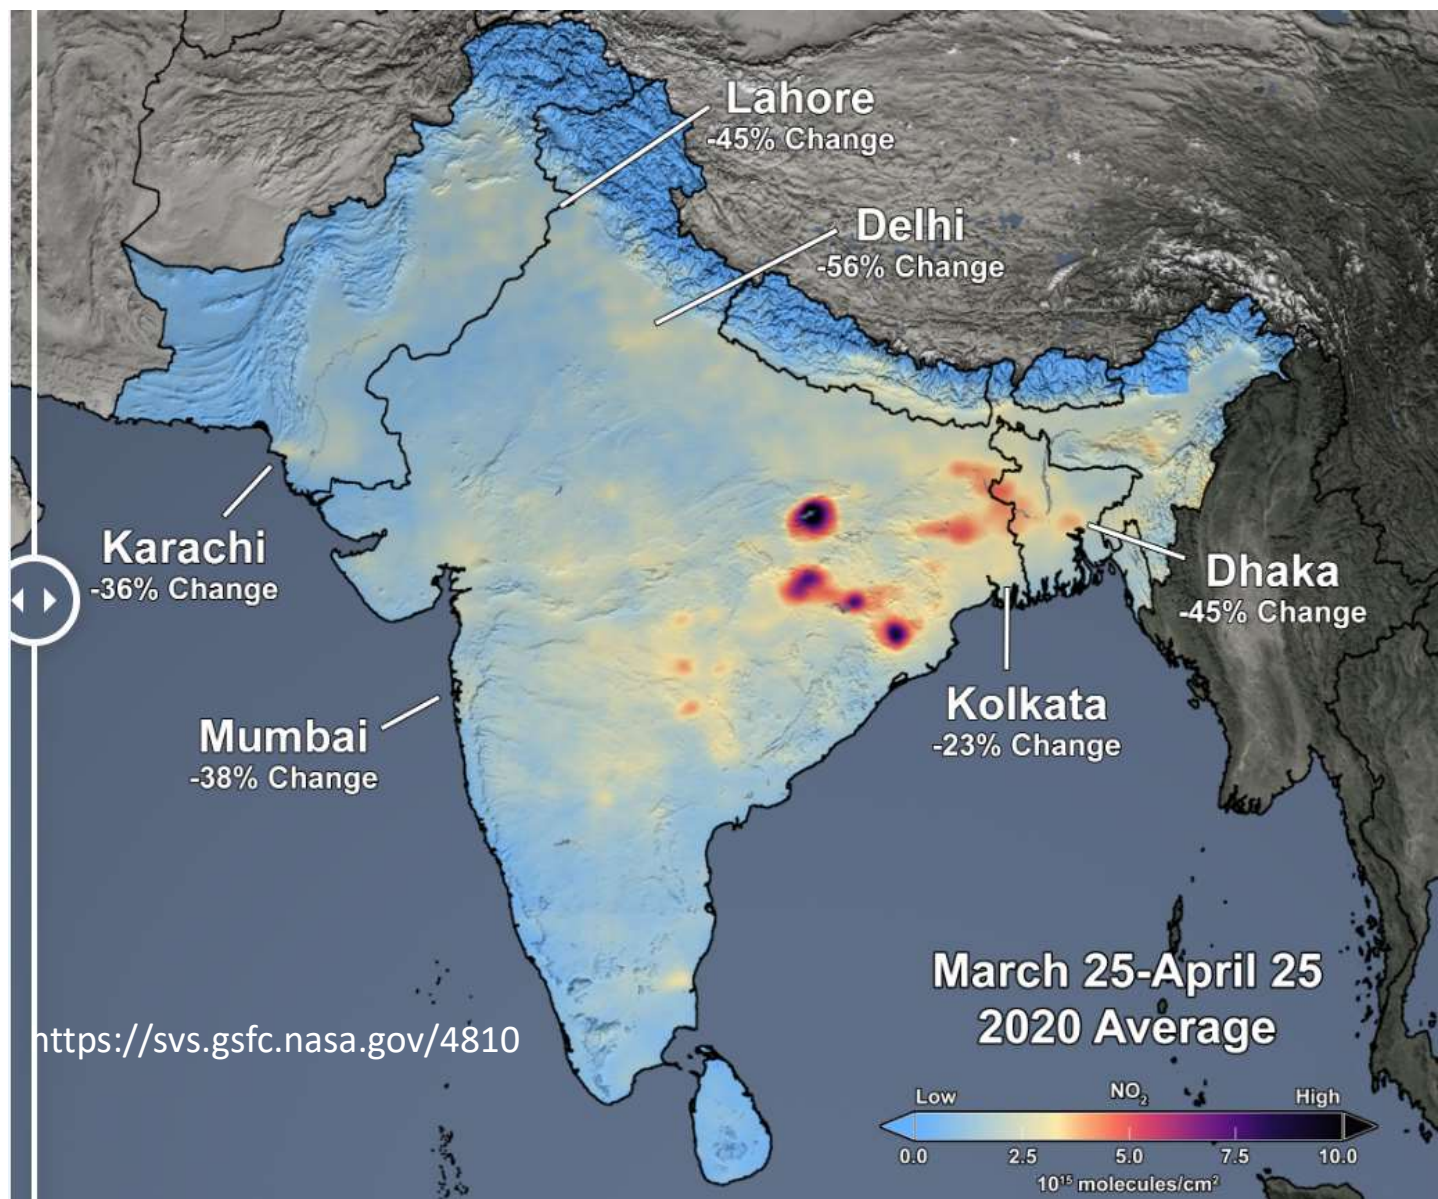 Lahore
-45% Change
Delhi
-56% Change
Karachi
-36% Change
Dhaka
-45% Change
Kolkata
-23% Change
Mumbai
-38% Change
March 25-April 25
2020 Average
https://svs.gsfc.nasa.gov/4810
Low NO₂ High
0.0 2.5 5.0 7.5 10.0
10¹⁵ molecules/cm²